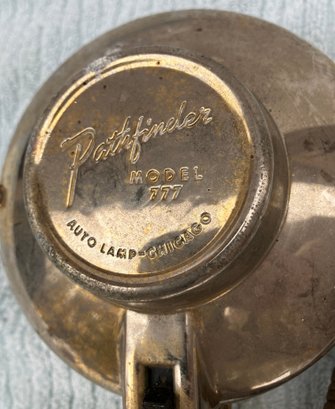 Pathfinder
MODEL
777
AUTO LAMP-CHICAGO